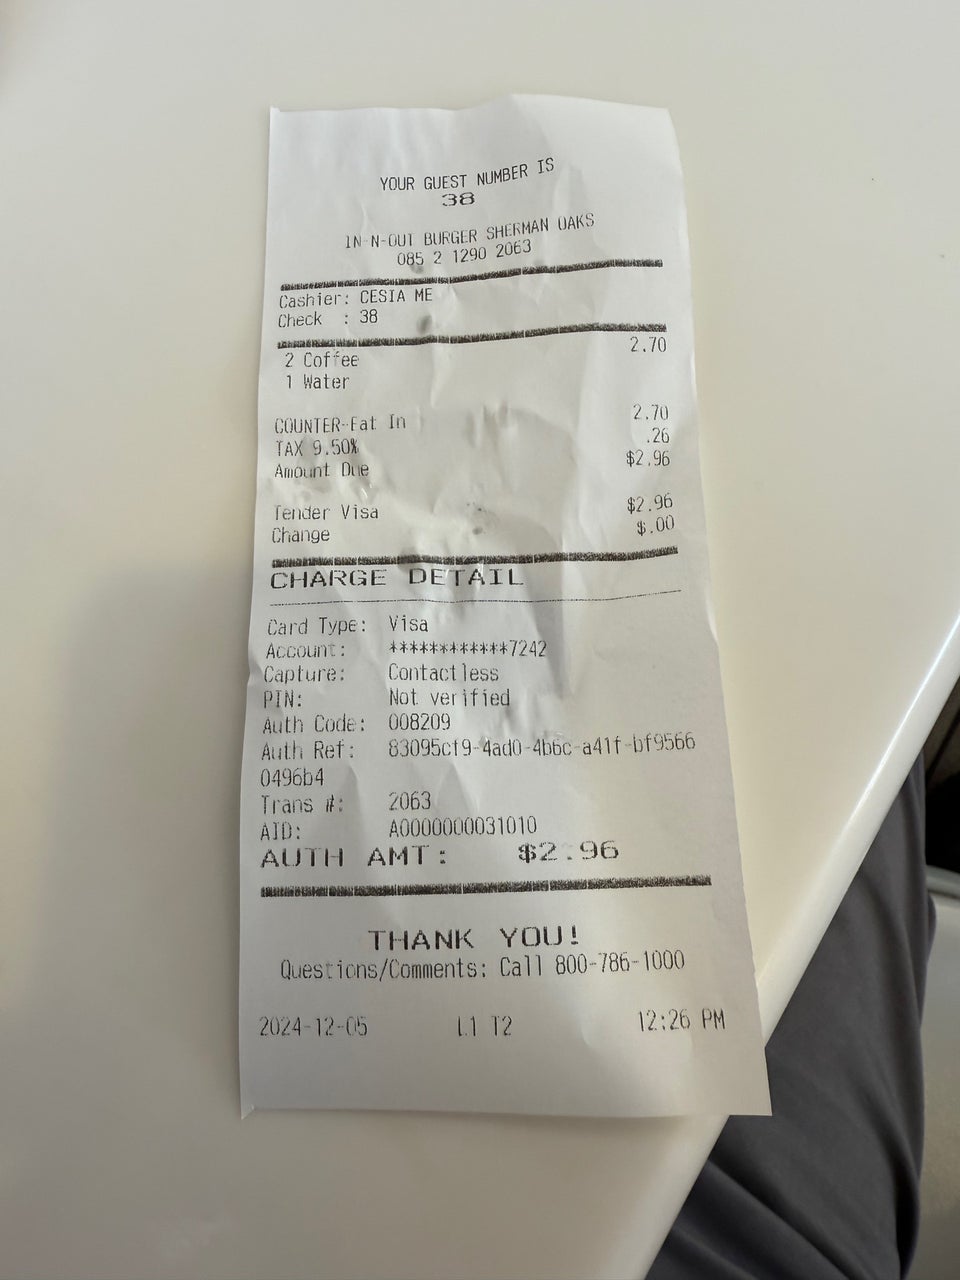 YOUR GUEST NUMBER IS
38
IN-N-OUT BURGER SHERMAN OAKS
085 2 1290 2063
Cashier: CESIA ME
Check : 38
2 Coffee 2.70
1 Water
COUNTER-Eat In 2.70
TAX 9.50% .26
Amount Due $2.96
Tender Visa $2.96
Change $.00
CHARGE DETAIL
Card Type: Visa
Account: ************7242
Capture: Contactless
PIN: Not verified
Auth Code: 008209
Auth Ref: 83095cf9-4ad0-4b6c-a41f-bf9566
0496b4
Trans #: 2063
AID: A0000000031010
AUTH AMT: $2.96
THANK YOU!
Questions/Comments: Call 800-786-1000
2024-12-05 L1 T2 12:26 PM